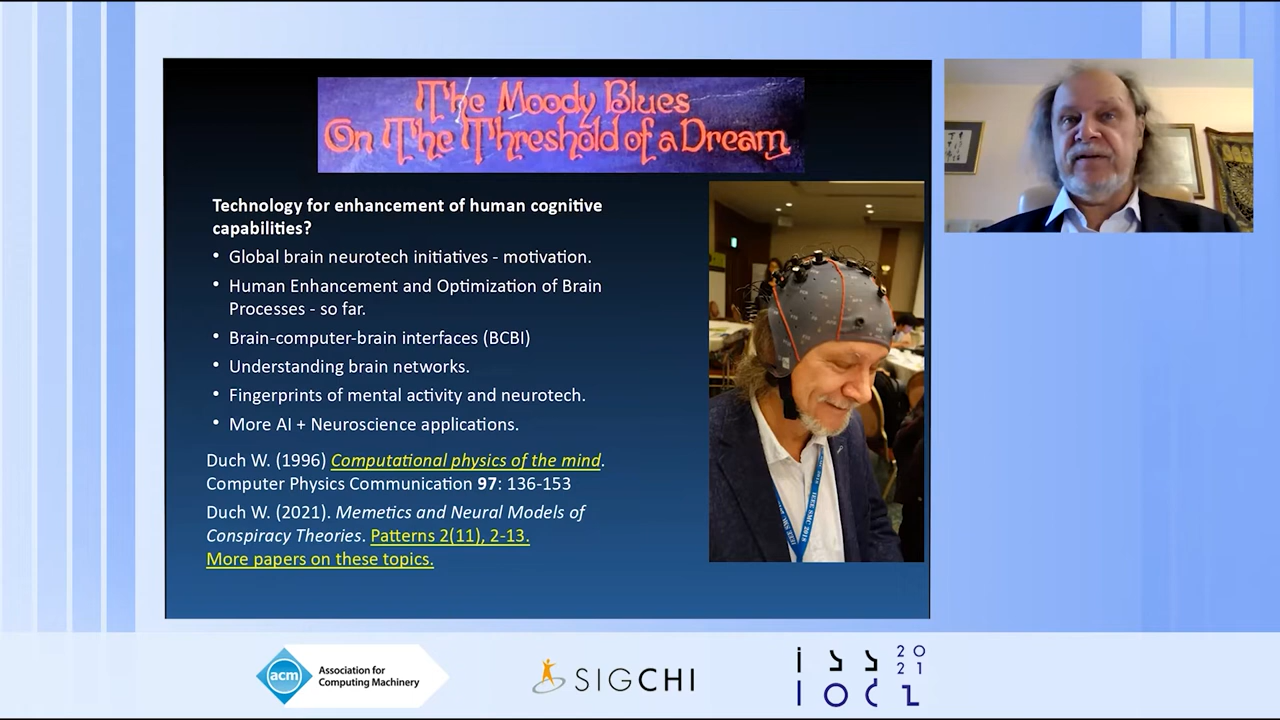 The Moody Blues
On The Threshold of a Dream
Technology for enhancement of human cognitive
capabilities?
• Global brain neurotech initiatives - motivation.
• Human Enhancement and Optimization of Brain
Processes - so far.
• Brain-computer-brain interfaces (BCBI)
• Understanding brain networks.
• Fingerprints of mental activity and neurotech.
• More AI + Neuroscience applications.
Duch W. (1996) Computational physics of the mind.
Computer Physics Communication 97: 136-153
Duch W. (2021). Memetics and Neural Models of
Conspiracy Theories. Patterns 2(11), 2-13.
More papers on these topics.
IEEE SMC 2018
acm
Association for
Computing Machinery
SIGCHI
iss
2021